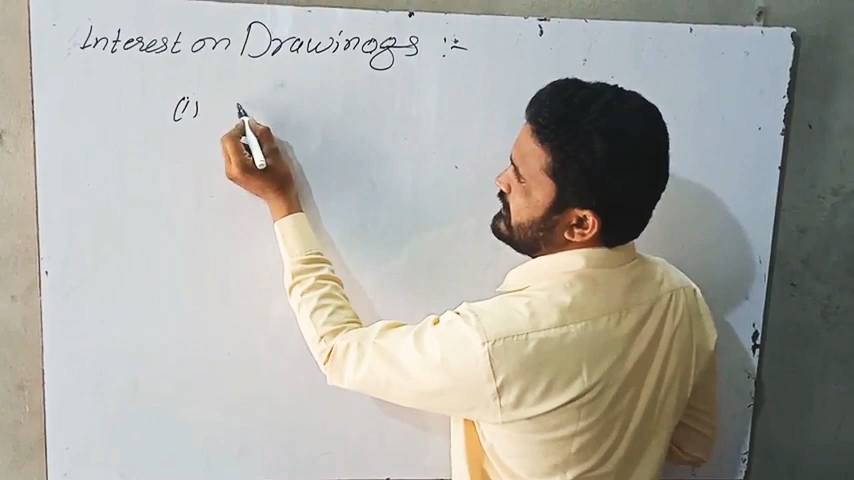 Interest on Drawings :-
(i)